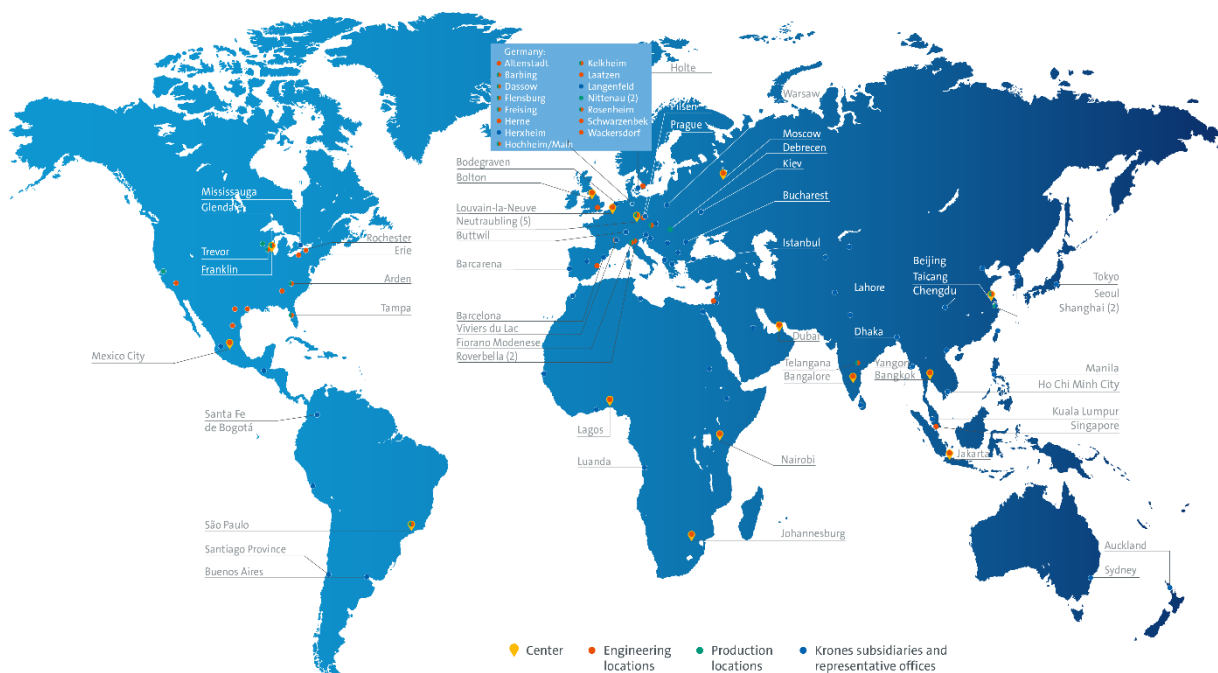 Germany:
Altenstadt
Barbing
Dassow
Flensburg
Freising
Herne
Herxheim
Hochheim/Main
Kelkheim
Laatzen
Langenfeld
Nittenau (2)
Rosenheim
Schwarzenbek
Wackersdorf
Holte
Warsaw
Pilsen
Prague
Moscow
Debrecen
Kiev
Bucharest
Istanbul
Bodegraven
Bolton
Louvain-la-Neuve
Neutraubling (5)
Buttwil
Barcarena
Barcelona
Viviers du Lac
Fiorano Modenese
Roverbella (2)
Mississauga
Glendale
Trevor
Franklin
Rochester
Erie
Arden
Tampa
Mexico City
Santa Fe
de Bogotá
São Paulo
Santiago Province
Buenos Aires
Lagos
Luanda
Nairobi
Johannesburg
Dubai
Beijing
Taicang
Chengdu
Lahore
Dhaka
Tokyo
Seoul
Shanghai (2)
Telangana
Bangalore
Yangon
Bangkok
Manila
Ho Chi Minh City
Kuala Lumpur
Singapore
Jakarta
Auckland
Sydney
Center
Engineering
locations
Production
locations
Krones subsidiaries and
representative offices